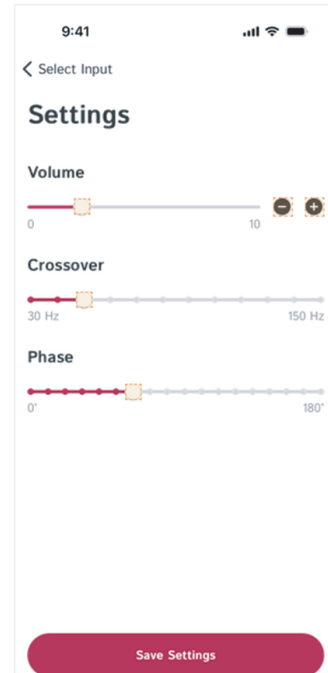 9:41
Select Input
Settings
Volume
0 10
Crossover
30 Hz 150 Hz
Phase
0° 180°
Save Settings